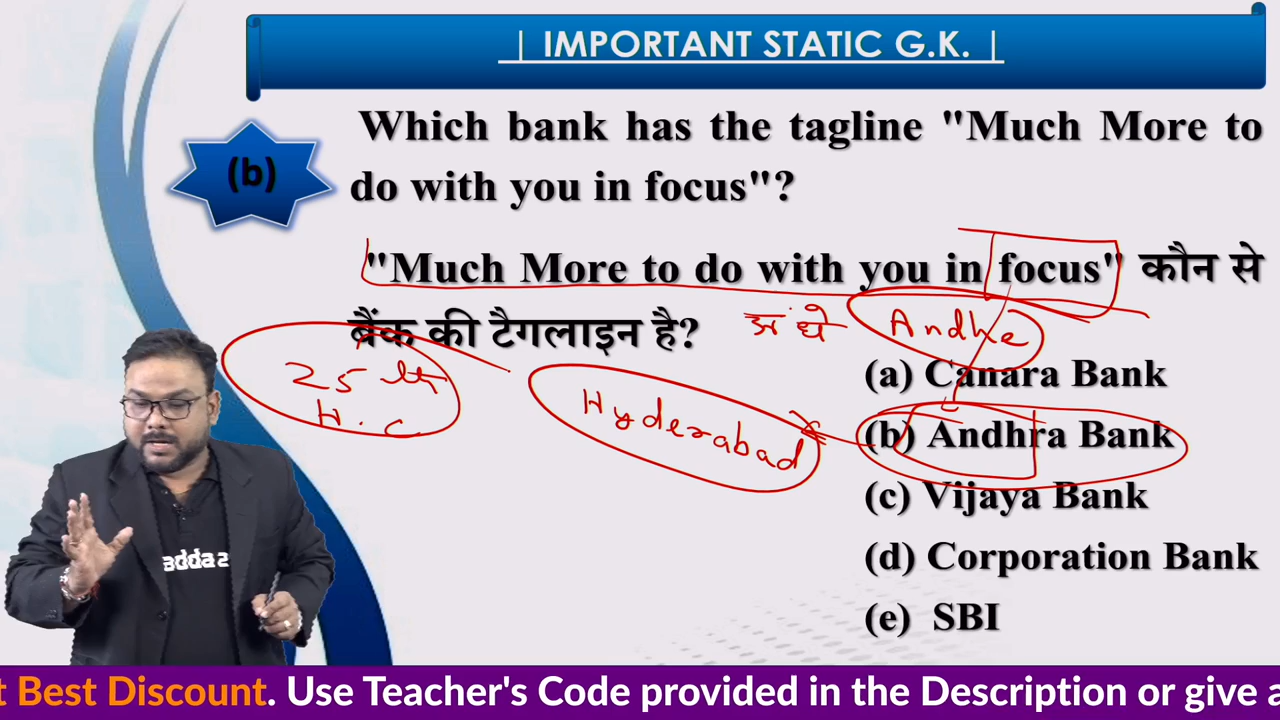 | IMPORTANT STATIC G.K. |
(b)
Which bank has the tagline "Much More to
do with you in focus"?
"Much More to do with you in focus" कौन से
बैंक की टैगलाइन है?
अंधे
Andhe
25th
H.C
Hyderabad
(a) Canara Bank
(b) Andhra Bank
(c) Vijaya Bank
(d) Corporation Bank
(e) SBI
adda2
t Best Discount. Use Teacher's Code provided in the Description or give a